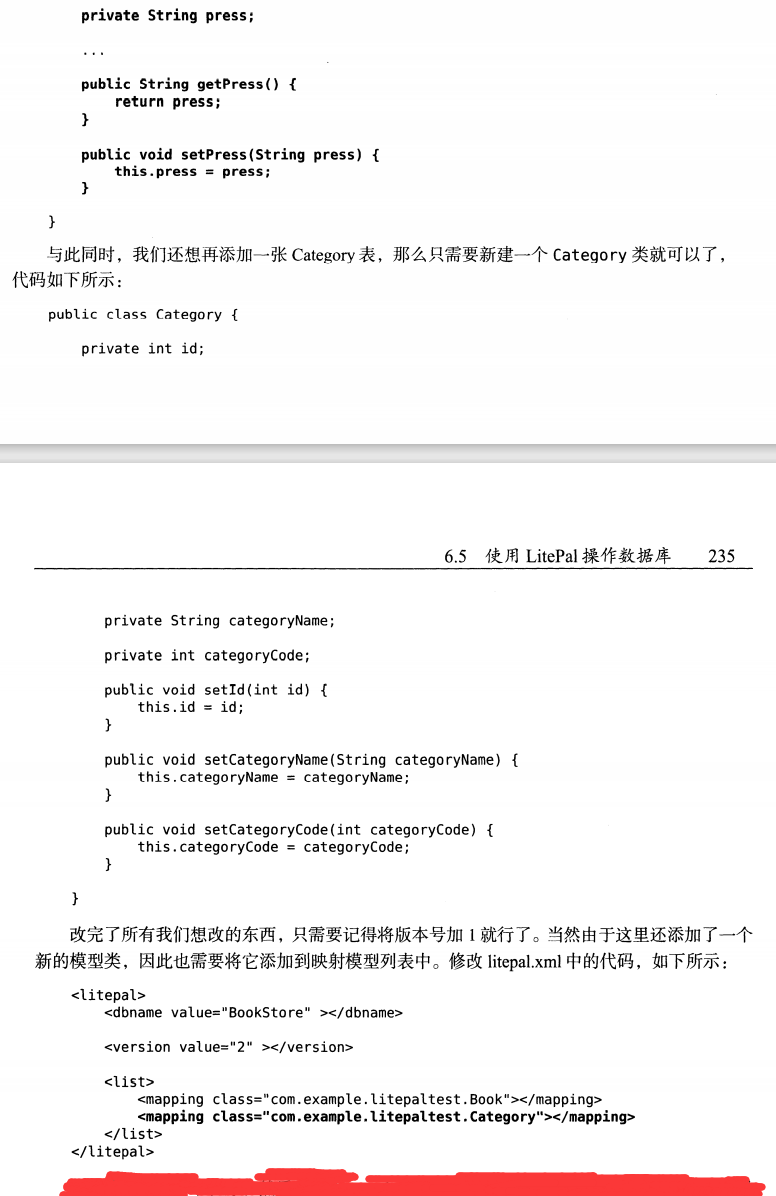 private String press;
...
public String getPress() {
return press;
}
public void setPress(String press) {
this.press = press;
}
}
与此同时，我们还想再添加一张 Category 表，那么只需要新建一个 Category 类就可以了，
代码如下所示：
public class Category {
private int id;
6.5 使用 LitePal 操作数据库 235
private String categoryName;
private int categoryCode;
public void setId(int id) {
this.id = id;
}
public void setCategoryName(String categoryName) {
this.categoryName = categoryName;
}
public void setCategoryCode(int categoryCode) {
this.categoryCode = categoryCode;
}
}
改完了所有我们想改的东西，只需要记得将版本号加 1 就行了。当然由于这里还添加了一个
新的模型类，因此也需要将它添加到映射模型列表中。修改 litepal.xml 中的代码，如下所示：
<litepal>
<dbname value="BookStore" ></dbname>
<version value="2" ></version>
<list>
<mapping class="com.example.litepaltest.Book"></mapping>
<mapping class="com.example.litepaltest.Category"></mapping>
</list>
</litepal>